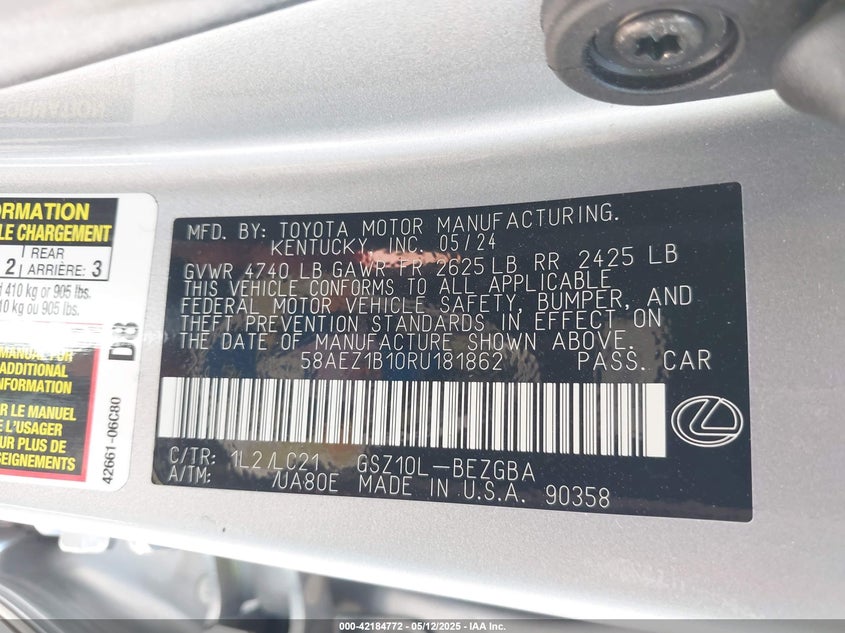 ORMATION
LE CHARGEMENT
2 REAR
ARRIÈRE: 3
d 410 kg or 905 lbs.
10 kg ou 905 lbs.
MANUAL FOR
ADDITIONAL
INFORMATION
R LE MANUEL
UR PLUS DE
SEIGNEMENTS
42661-06C80
D8
MFD. BY: TOYOTA MOTOR MANUFACTURING.
KENTUCKY, INC. 05/24
GVWR 4740 LB GAWR FR 2625 LB RR 2425 LB
THIS VEHICLE CONFORMS TO ALL APPLICABLE
FEDERAL MOTOR VEHICLE SAFETY, BUMPER, AND
THEFT PREVENTION STANDARDS IN EFFECT ON
THE DATE OF MANUFACTURE SHOWN ABOVE.
58AEZ1B10RU181862 PASS. CAR
C/TR: 1L2 /LC21 GSZ10L-BEZGBA
A/TM: /UA80E MADE IN U.S.A. 90358
000-42184772 - 05/12/2025 - IAA Inc.